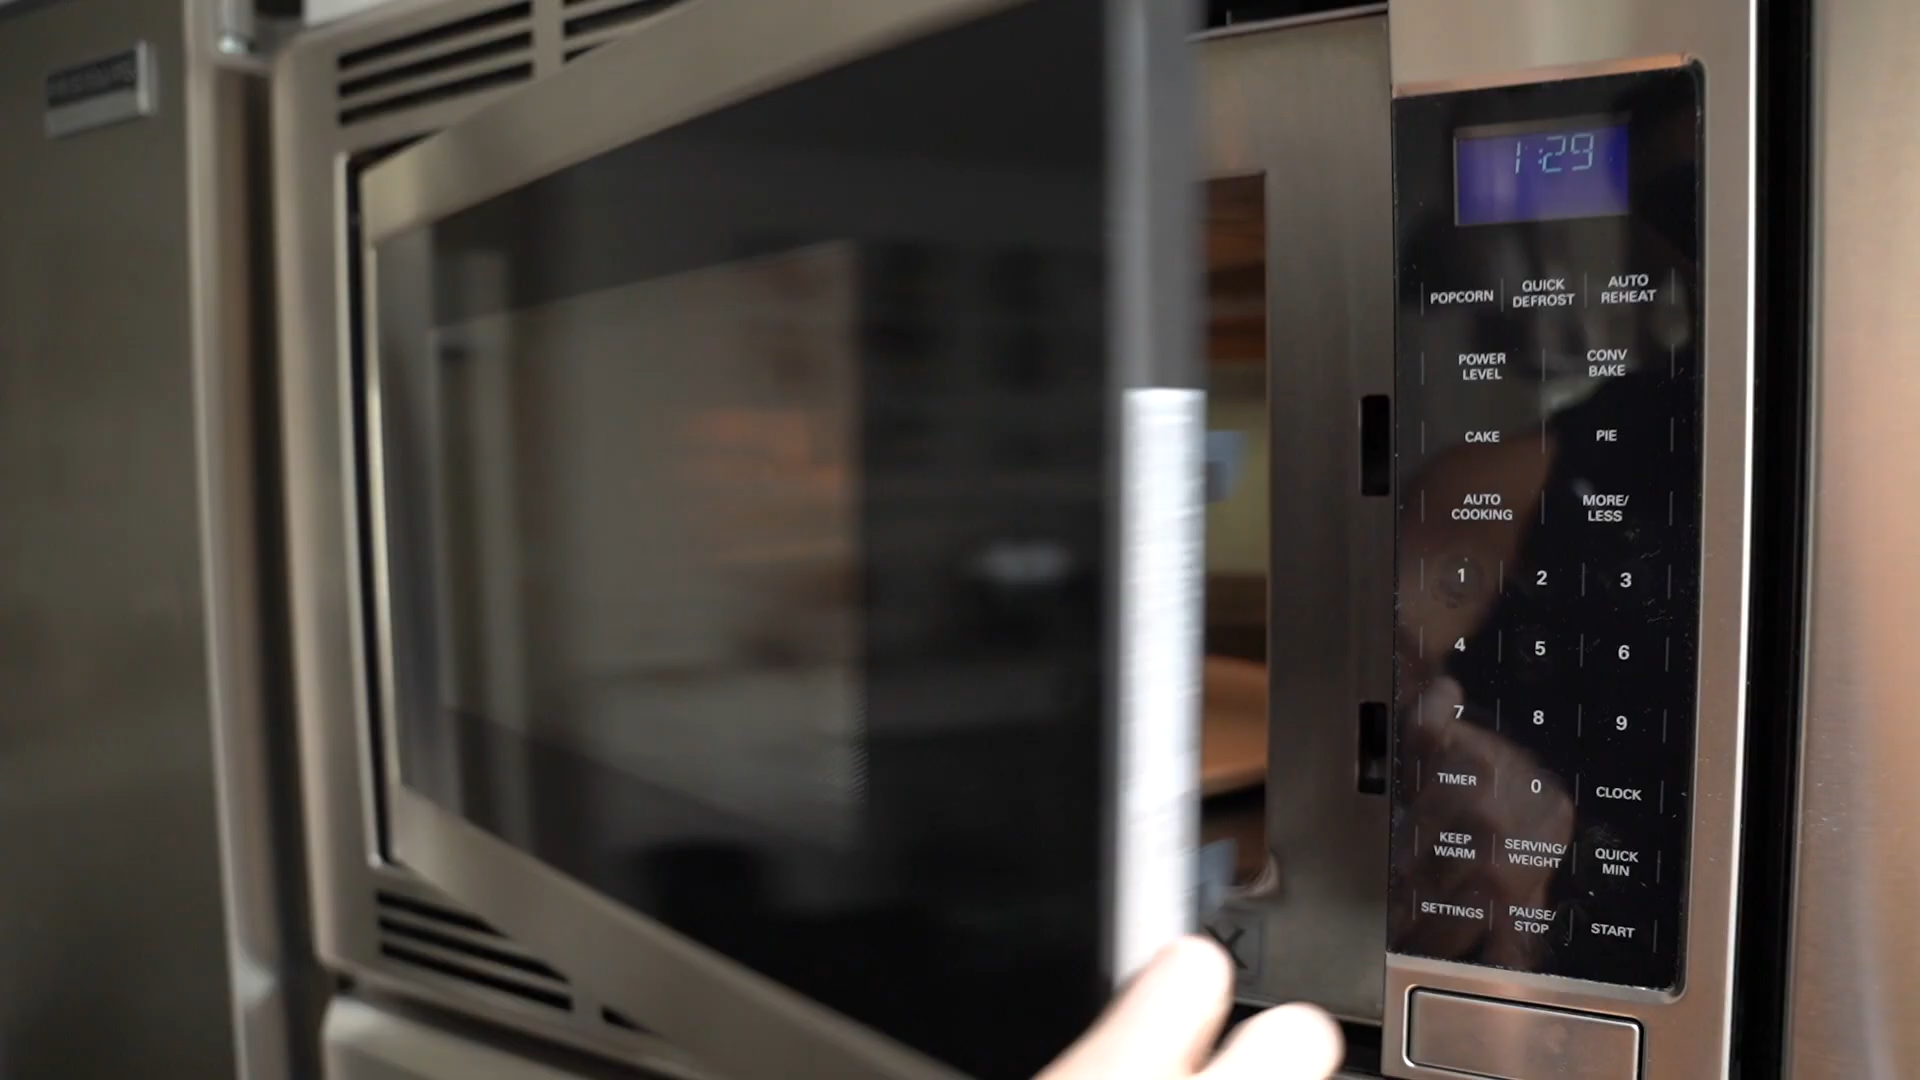 1:29
POPCORN
QUICK
DEFROST
AUTO
REHEAT
POWER
LEVEL
CONV
BAKE
CAKE
PIE
AUTO
COOKING
MORE/
LESS
1 2 3
4 5 6
7 8 9
TIMER
0
CLOCK
KEEP
WARM
SERVING/
WEIGHT
QUICK
MIN
SETTINGS
PAUSE/
STOP
START